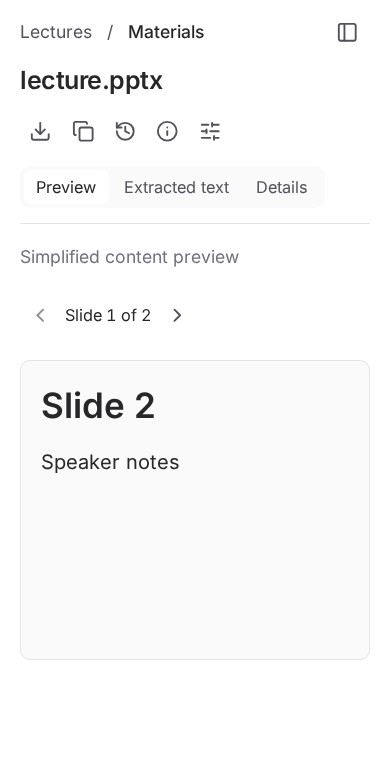 Lectures / Materials
lecture.pptx
Preview Extracted text Details
Simplified content preview
Slide 1 of 2
Slide 2
Speaker notes